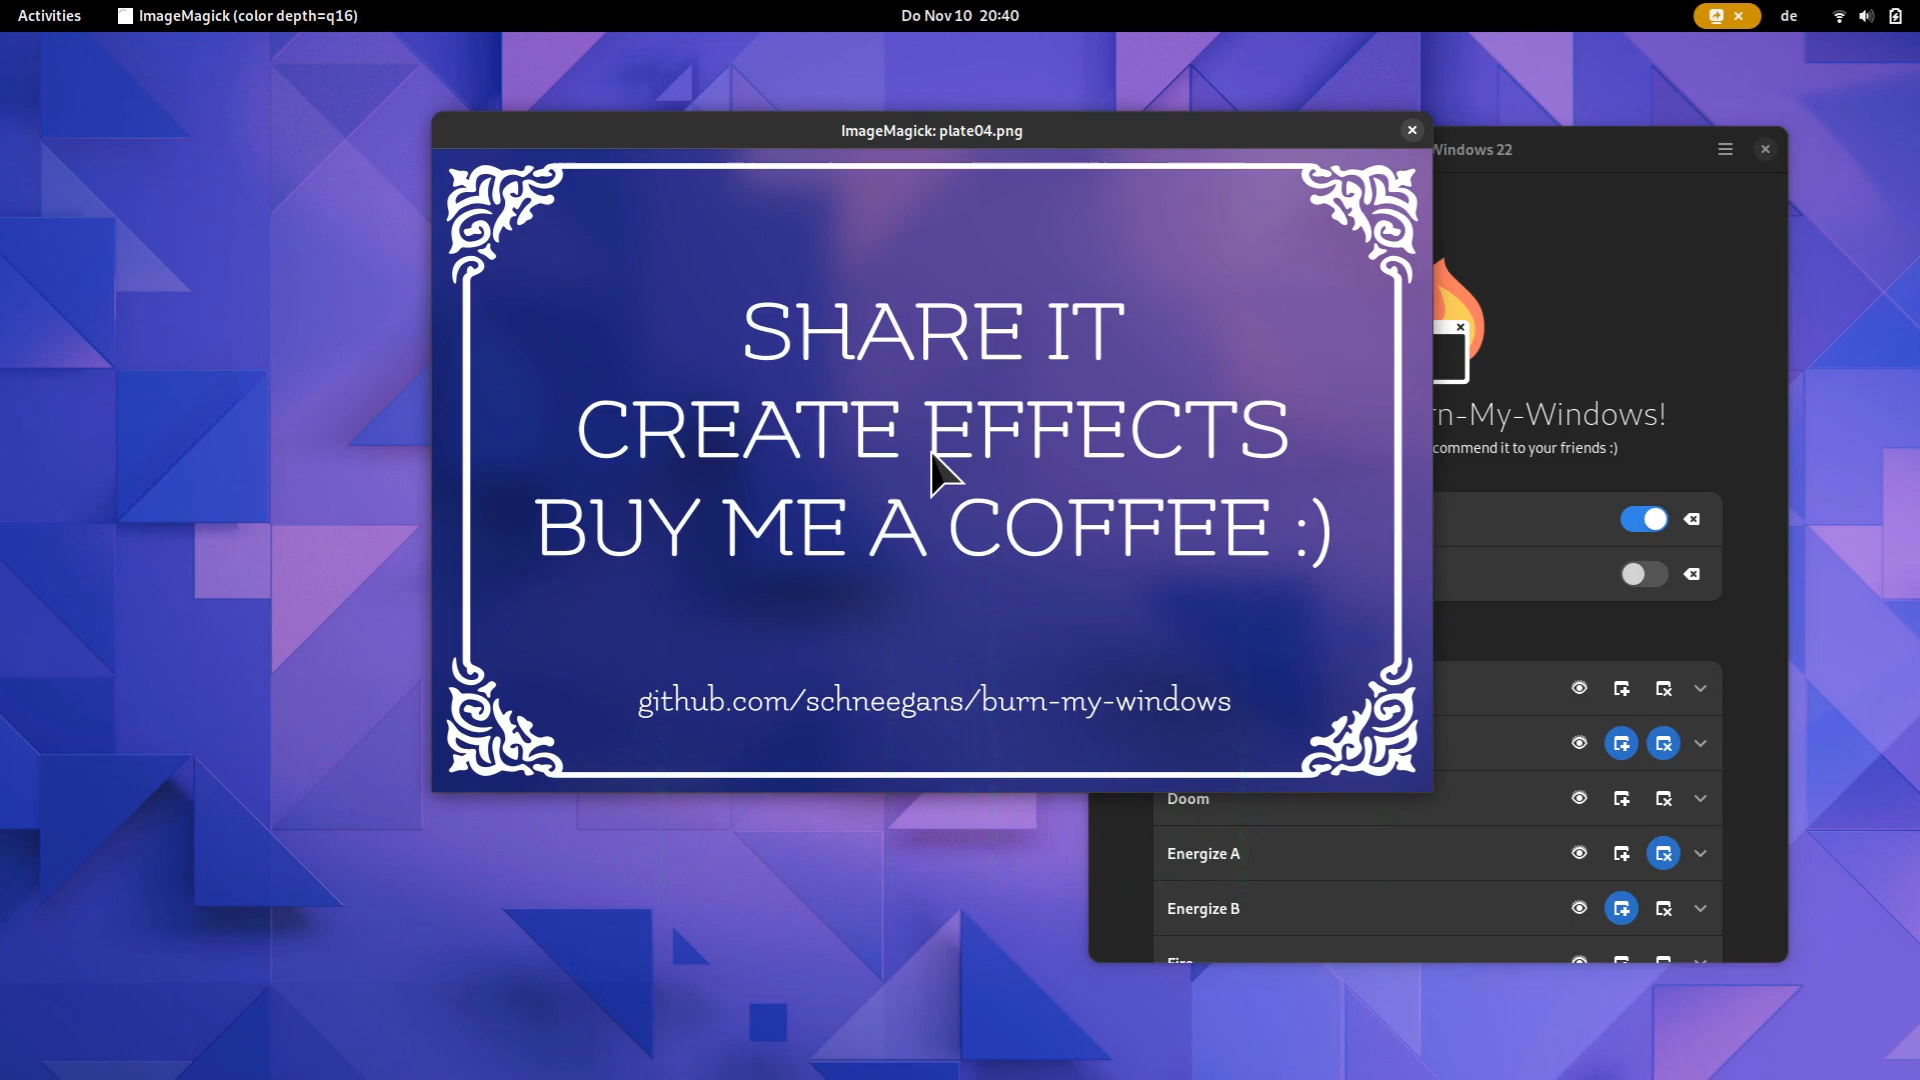 Activities
ImageMagick (color depth=q16)
Do Nov 10 20:40
de
ImageMagick: plate04.png
Windows 22
SHARE IT
CREATE EFFECTS
BUY ME A COFFEE :)
github.com/schneegans/burn-my-windows
rn-My-Windows!
commend it to your friends :)
Doom
Energize A
Energize B
Fire